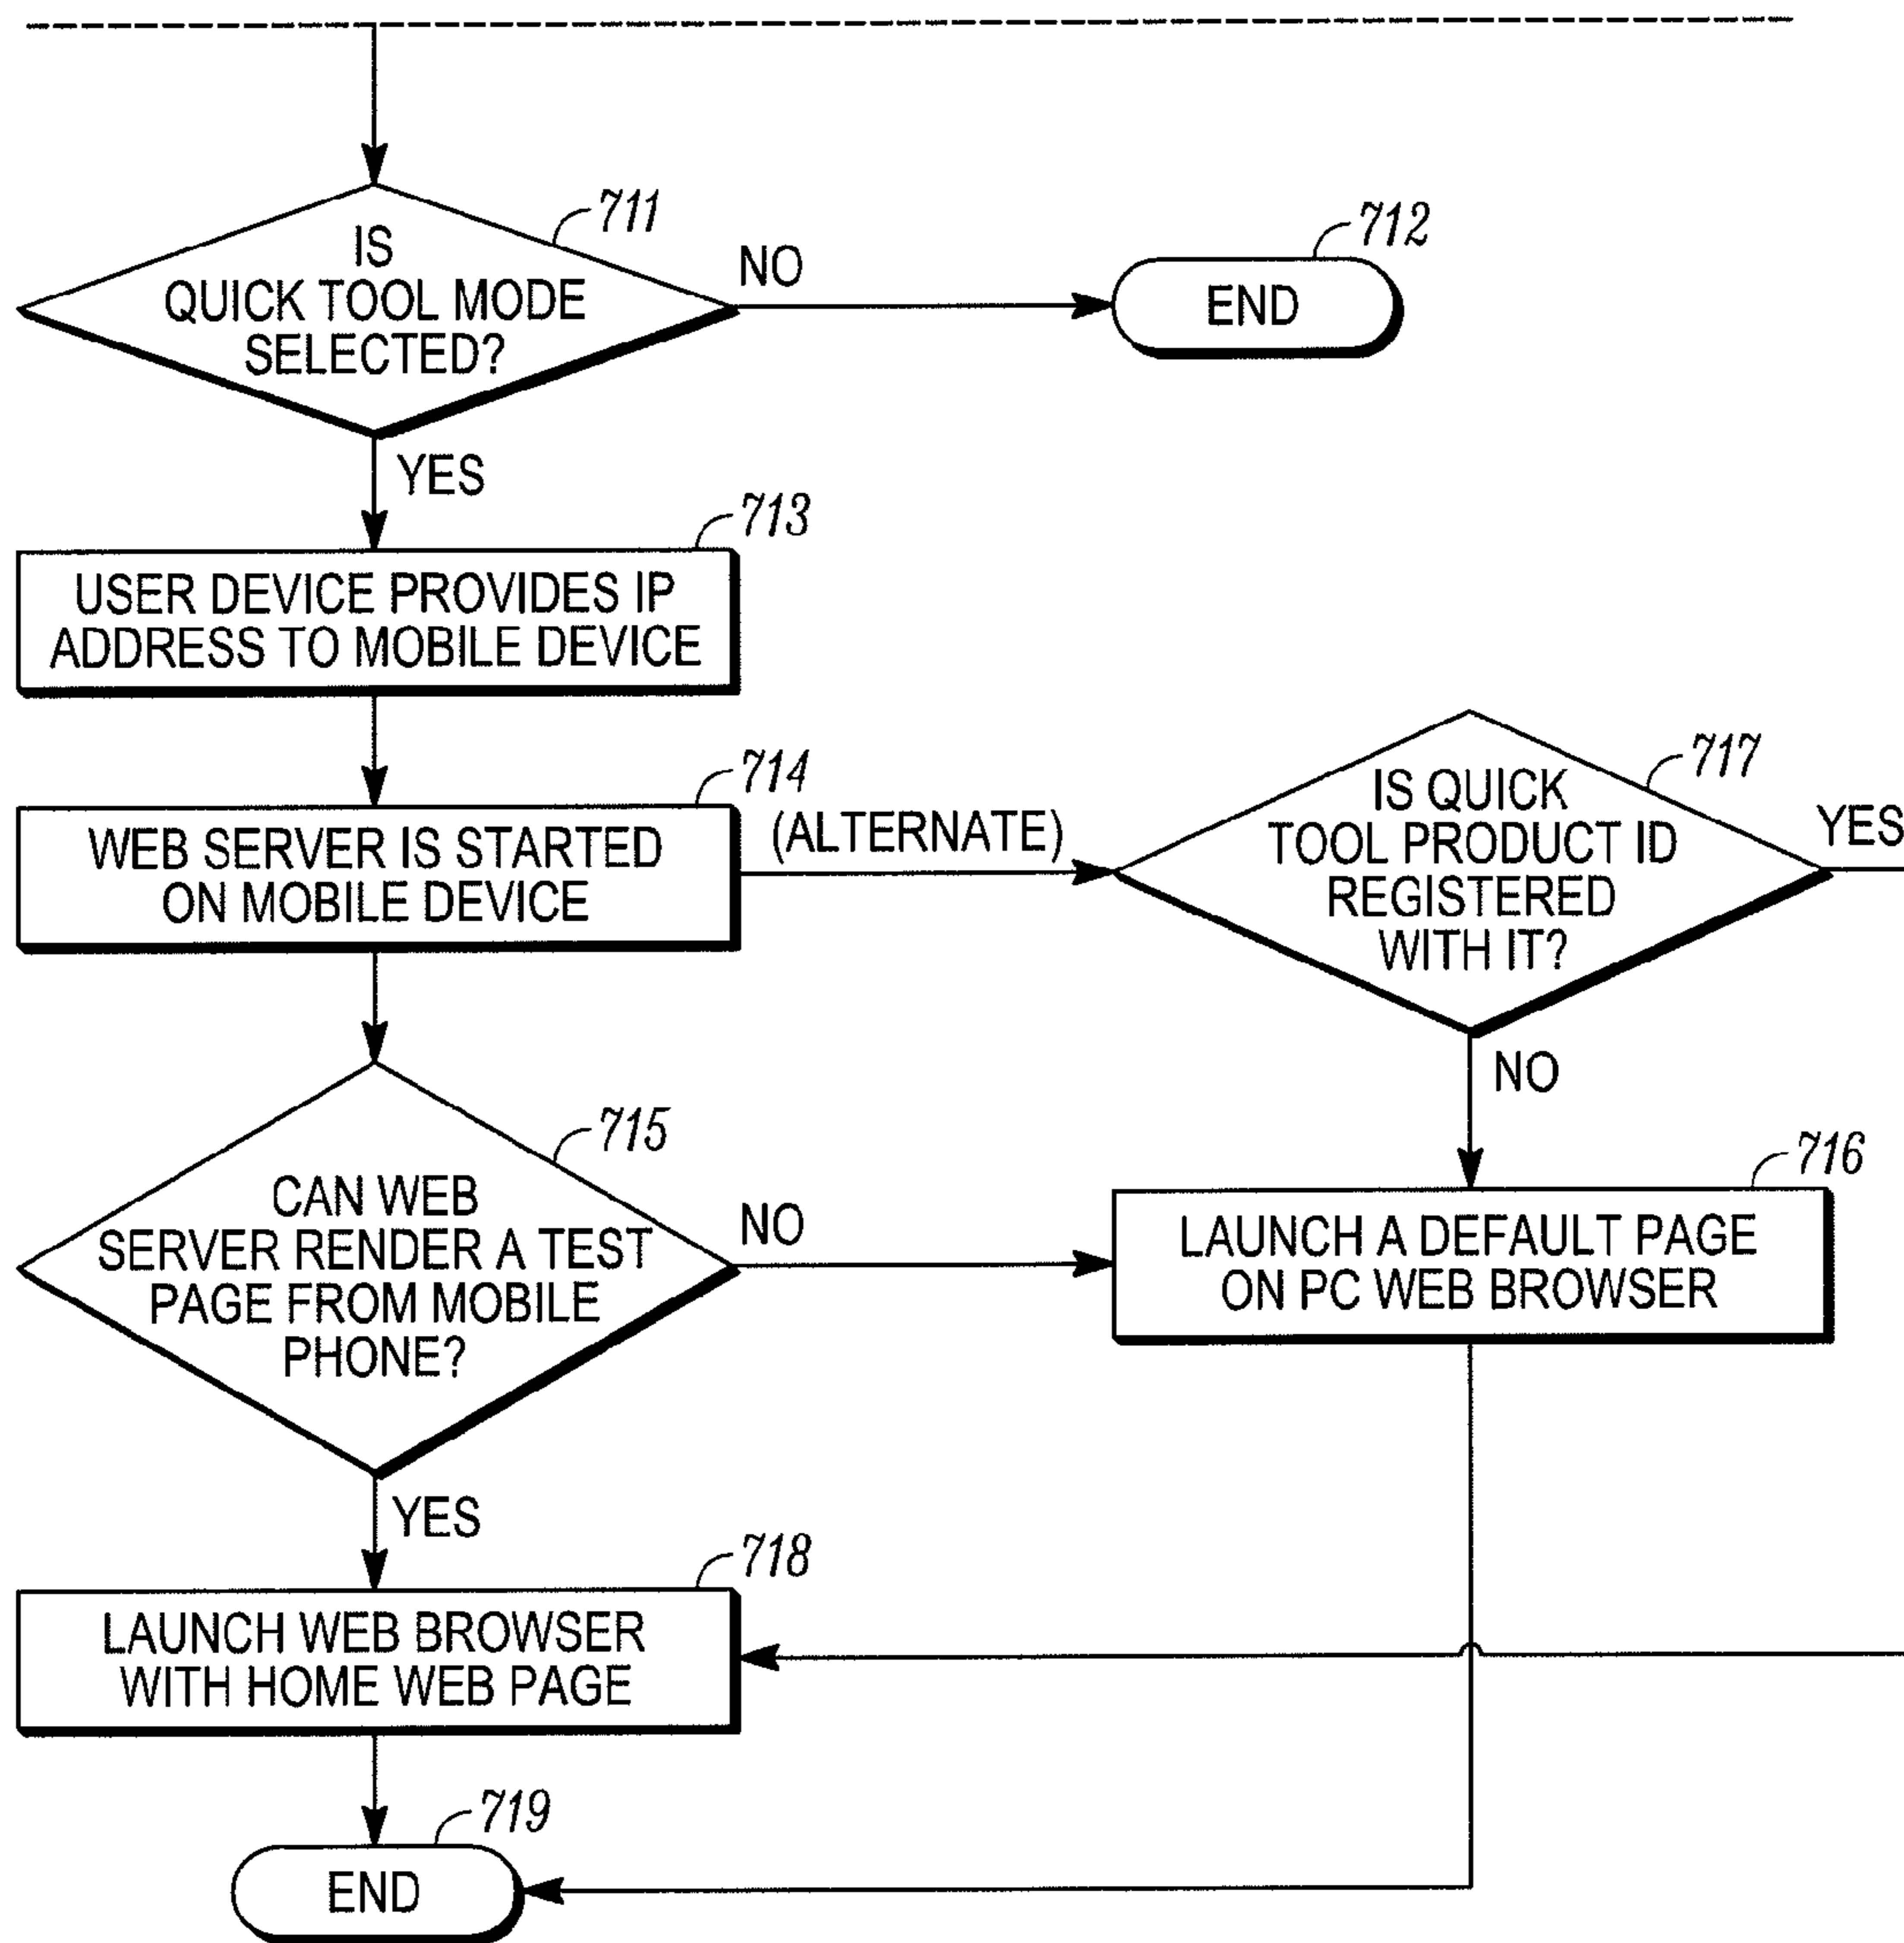 711
IS
QUICK TOOL MODE
SELECTED?
NO
712
END
YES
713
USER DEVICE PROVIDES IP
ADDRESS TO MOBILE DEVICE
714
WEB SERVER IS STARTED
ON MOBILE DEVICE
(ALTERNATE)
717
IS QUICK
TOOL PRODUCT ID
REGISTERED
WITH IT?
YES
NO
715
CAN WEB
SERVER RENDER A TEST
PAGE FROM MOBILE
PHONE?
NO
716
LAUNCH A DEFAULT PAGE
ON PC WEB BROWSER
YES
718
LAUNCH WEB BROWSER
WITH HOME WEB PAGE
719
END